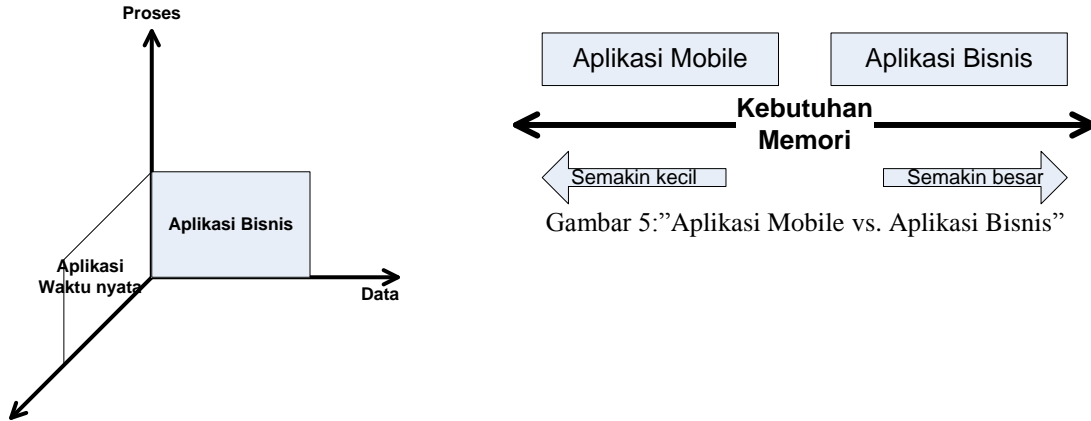 Proses
Aplikasi Bisnis
Aplikasi
Waktu nyata
Data
Aplikasi Mobile
Aplikasi Bisnis
Kebutuhan
Memori
Semakin kecil
Semakin besar
Gambar 5:”Aplikasi Mobile vs. Aplikasi Bisnis”